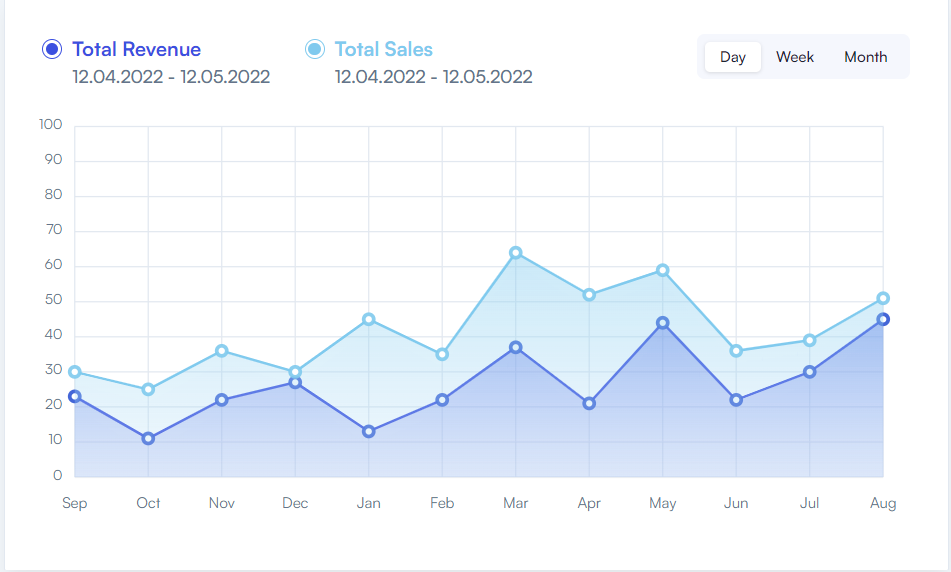 Total Revenue
12.04.2022 - 12.05.2022
Total Sales
12.04.2022 - 12.05.2022
Day Week Month
100
90
80
70
60
50
40
30
20
10
0
Sep Oct Nov Dec Jan Feb Mar Apr May Jun Jul Aug